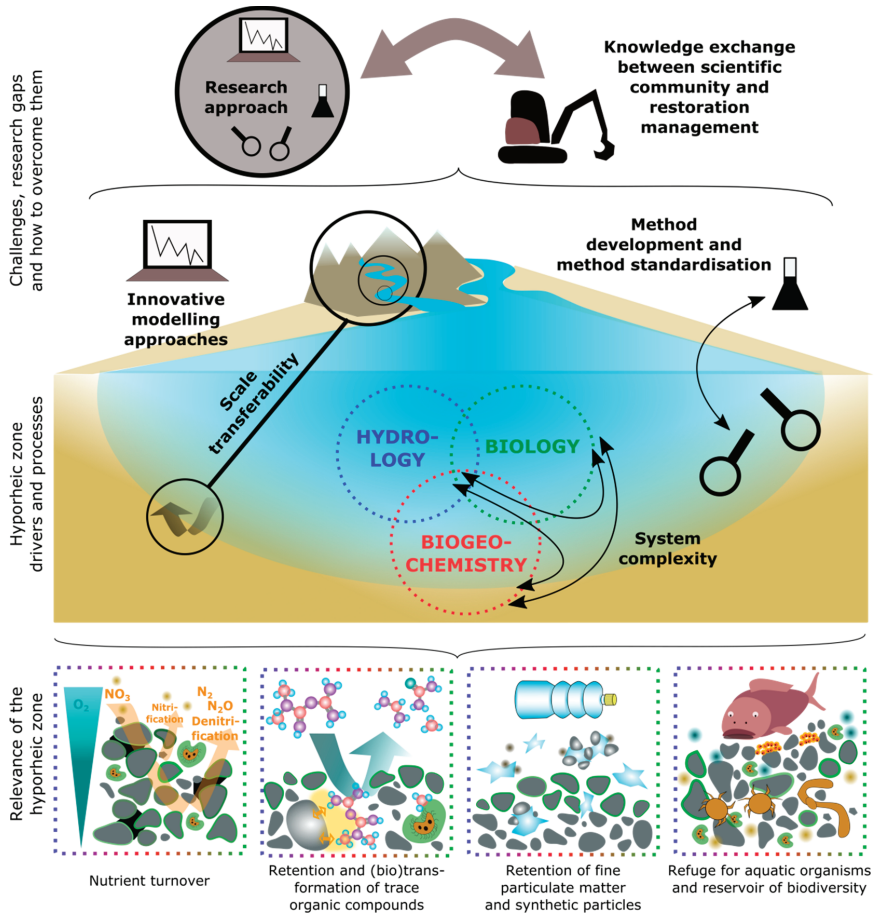 Challenges, research gaps
and how to overcome them
Research
approach
Knowledge exchange
between scientific
community and
restoration
management
Innovative
modelling
approaches
Method
development and
method standardisation
Scale
transferability
Hyporheic zone
drivers and processes
HYDRO-
LOGY
BIOLOGY
BIOGEO-
CHEMISTRY
System
complexity
Relevance of the
hyporheic zone
O₂
NO₃
Nitri-
fication
N₂
N₂O
Denitri-
fication
Nutrient turnover
Retention and (bio)trans-
formation of trace
organic compounds
Retention of fine
particulate matter
and synthetic particles
Refuge for aquatic organisms
and reservoir of biodiversity